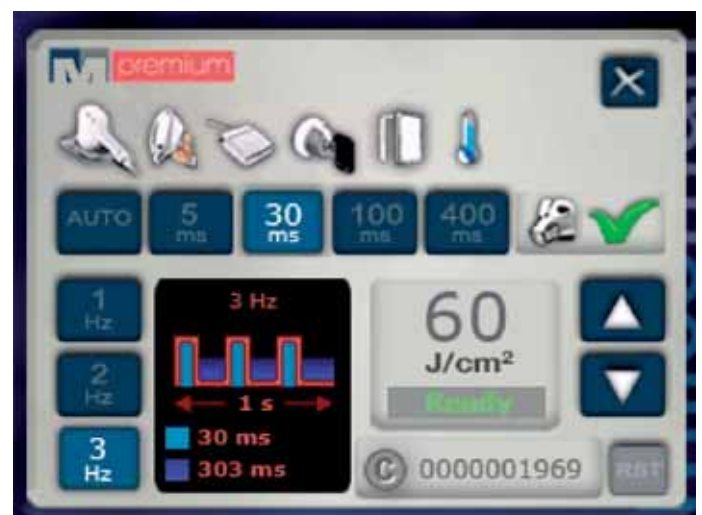 M premium
AUTO
5 ms
30 ms
100 ms
400 ms
1 Hz
2 Hz
3 Hz
3 Hz
1 s
30 ms
303 ms
60
J/cm²
Ready
C 0000001969
RST